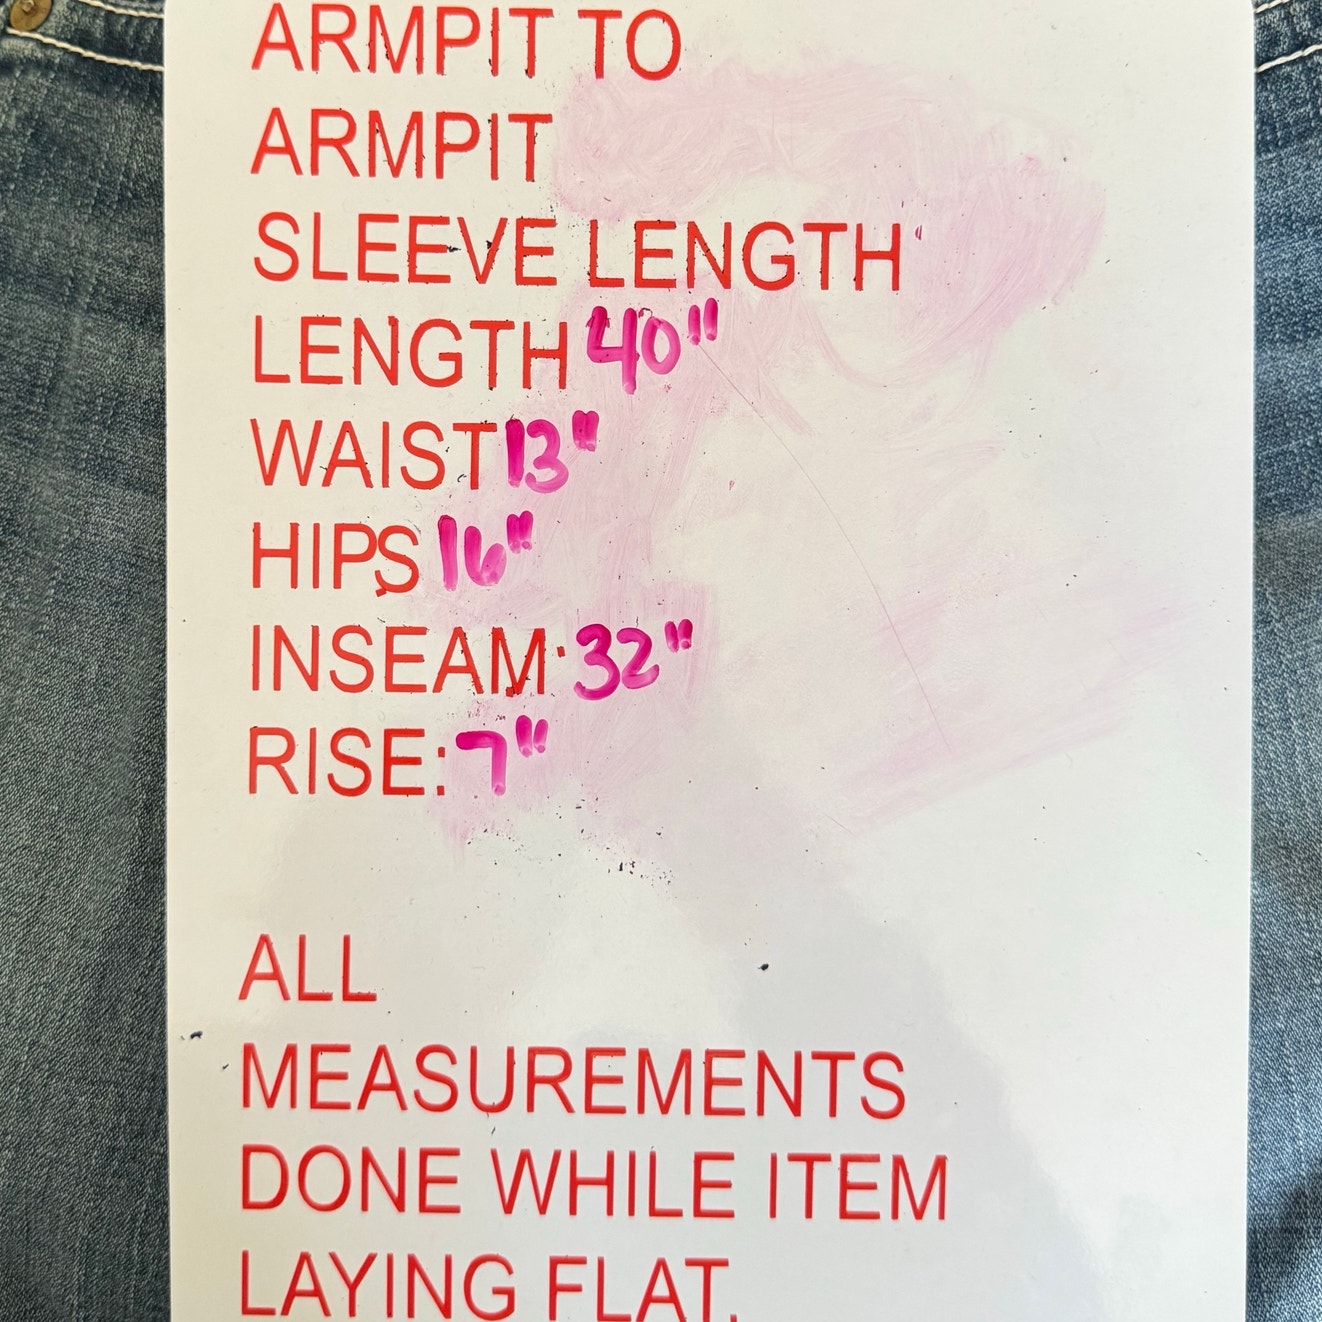 ARMPIT TO
ARMPIT
SLEEVE LENGTH
LENGTH 40"
WAIST 13"
HIPS 16"
INSEAM: 32"
RISE: 7"
ALL
MEASUREMENTS
DONE WHILE ITEM
LAYING FLAT.